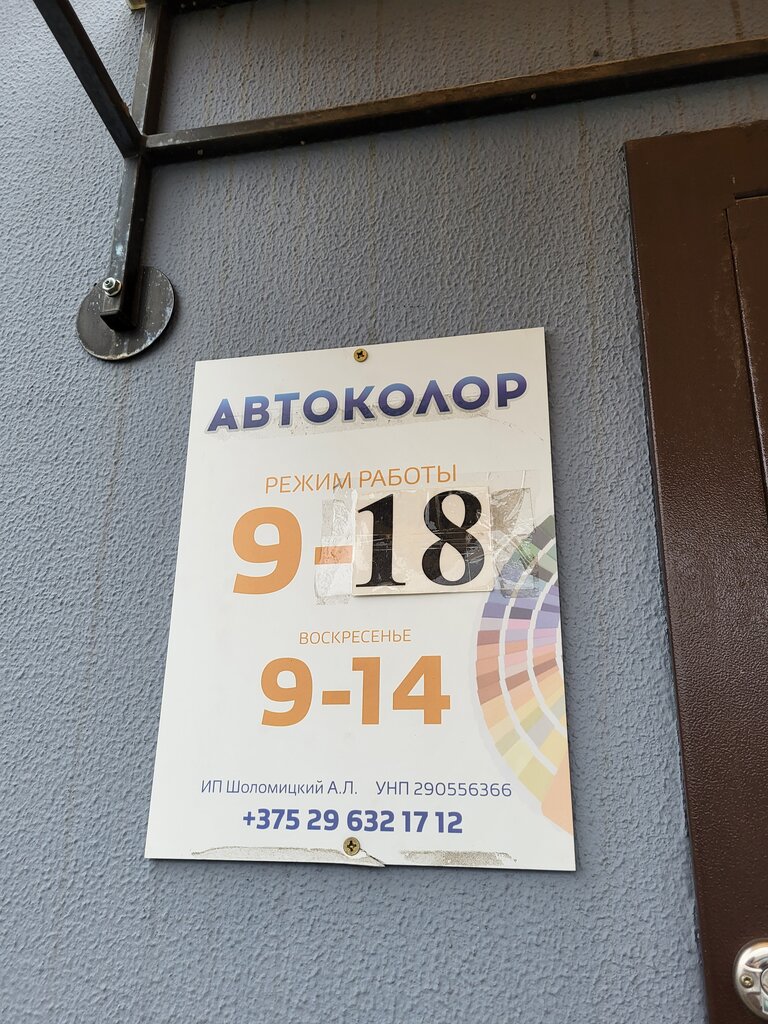 АВТОКОЛОР
РЕЖИМ РАБОТЫ
9-18
ВОСКРЕСЕНЬЕ
9-14
ИП Шоломицкий А.Л. УНП 290556366
+375 29 632 17 12